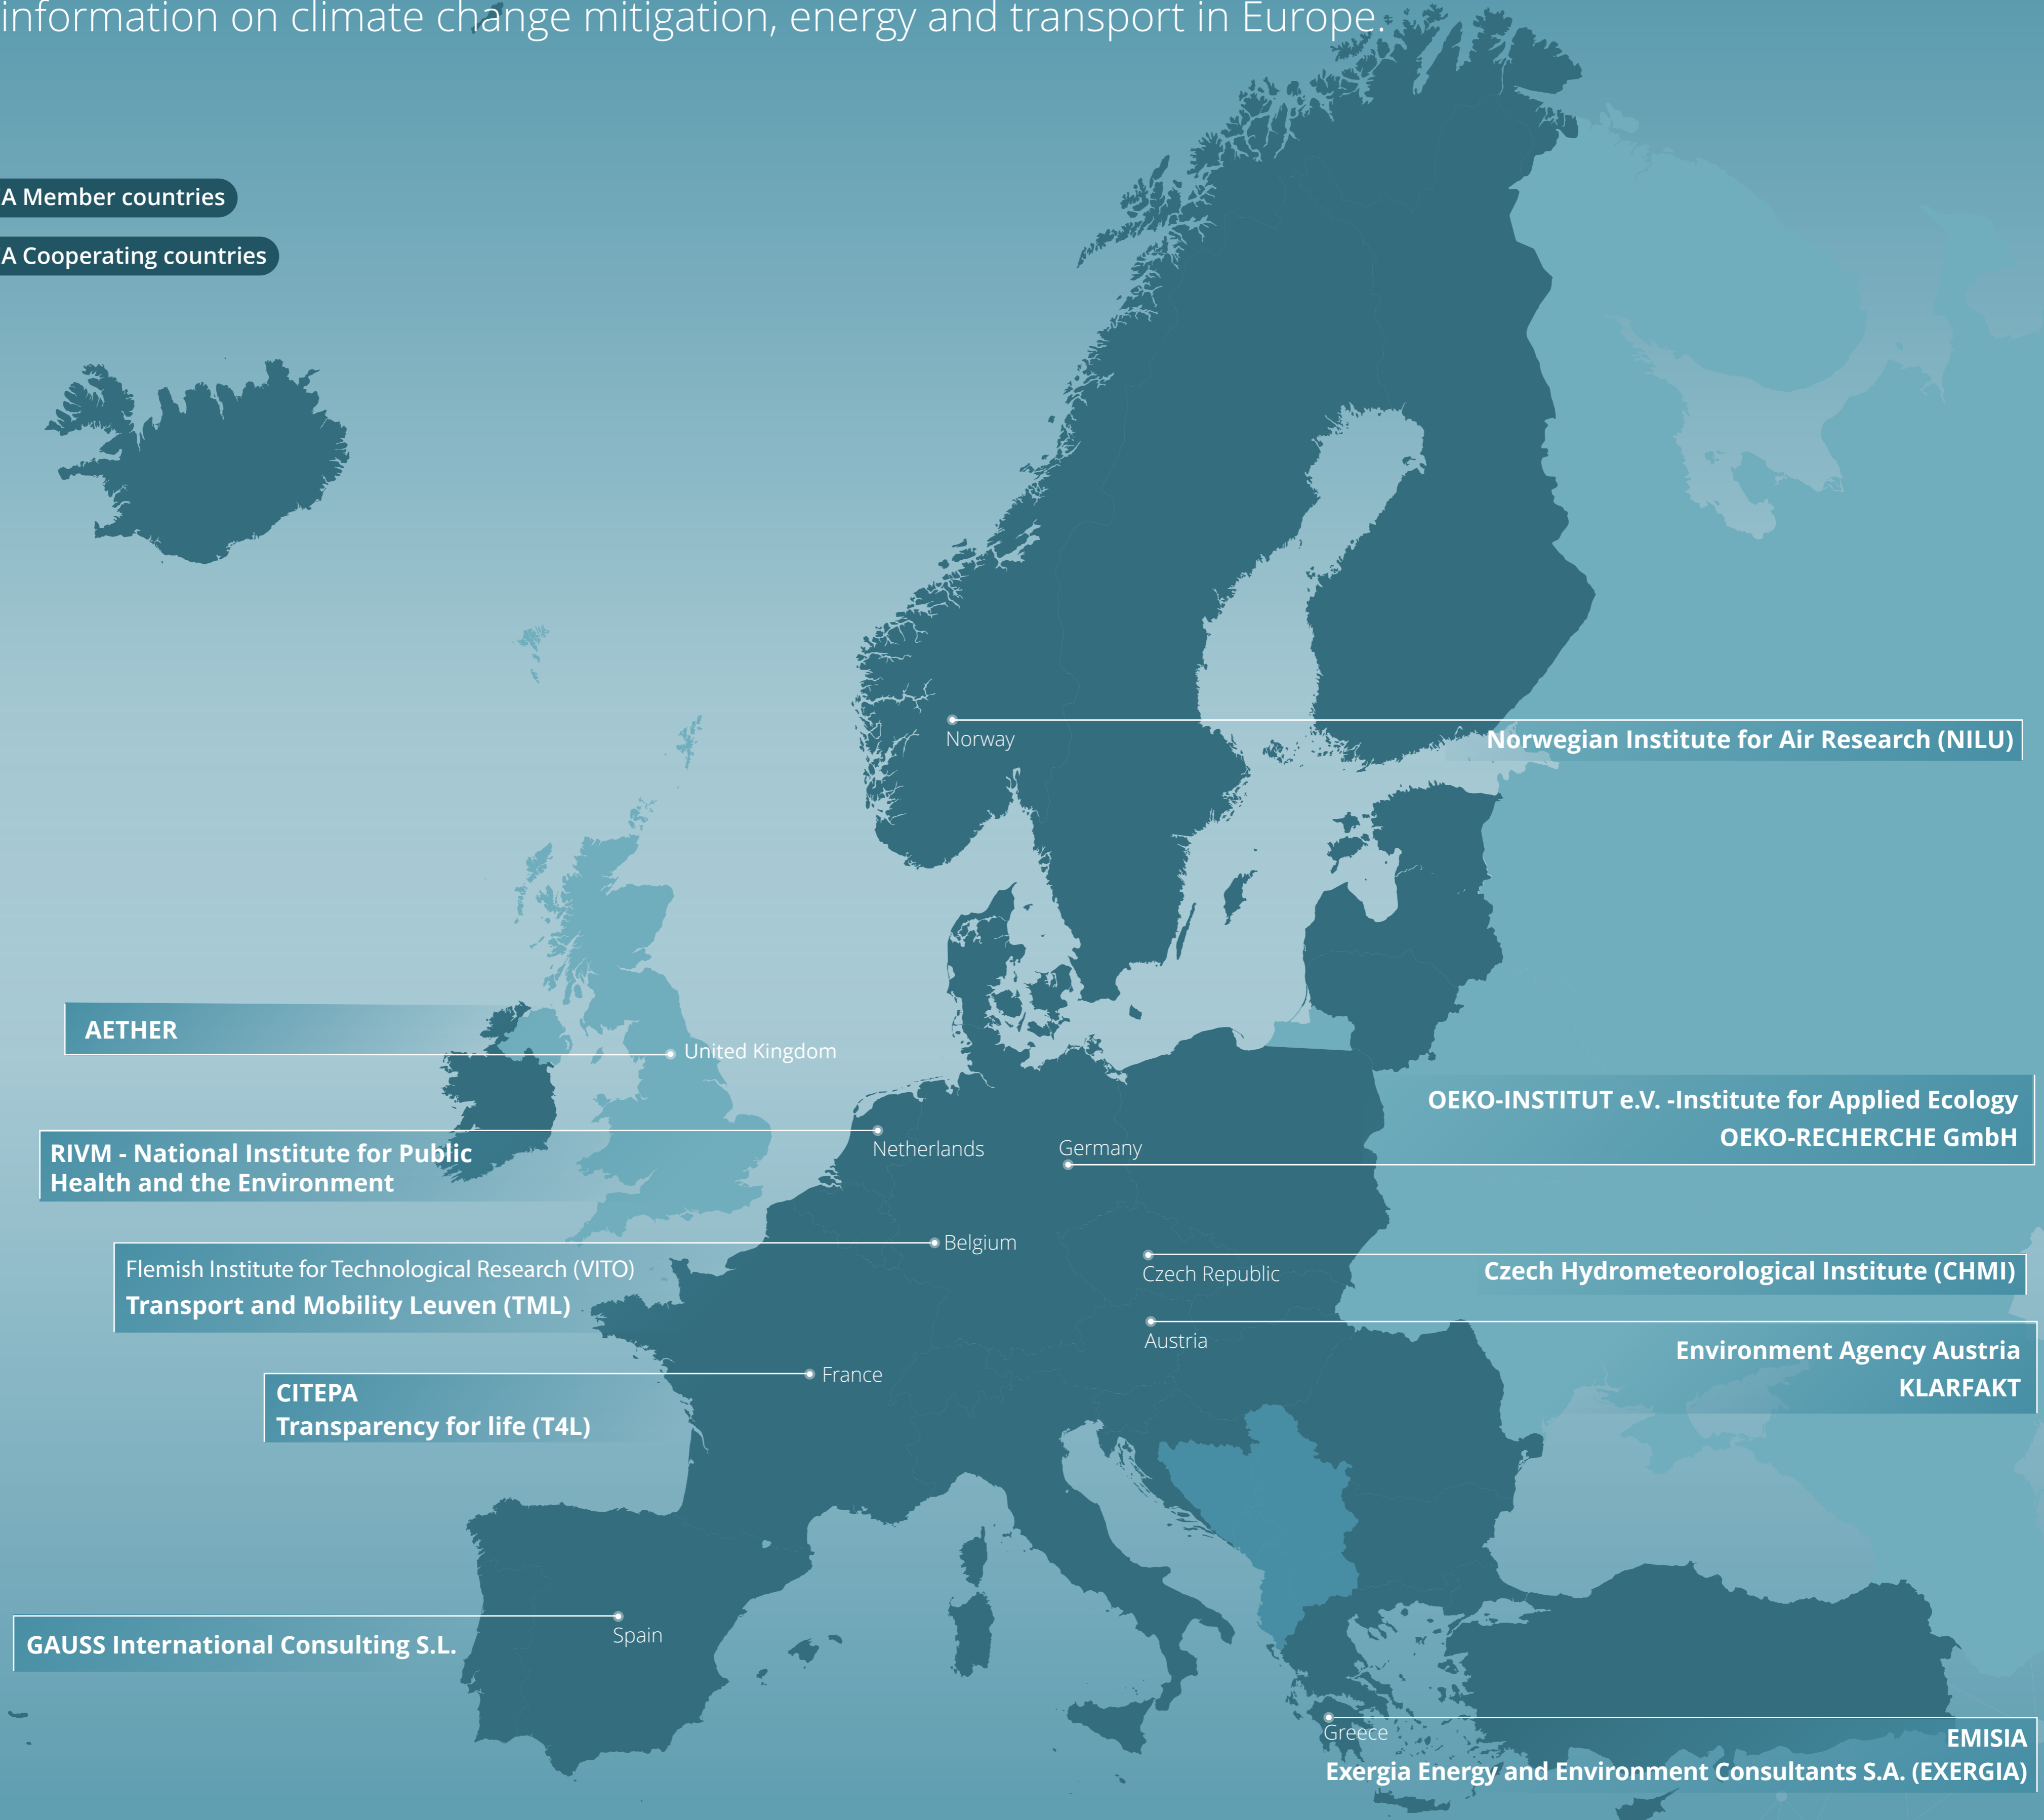 information on climate change mitigation, energy and transport in Europe.
A Member countries
A Cooperating countries
Norway
Norwegian Institute for Air Research (NILU)
AETHER
United Kingdom
OEKO-INSTITUT e.V. -Institute for Applied Ecology
OEKO-RECHERCHE GmbH
Germany
RIVM - National Institute for Public
Health and the Environment
Netherlands
Belgium
Flemish Institute for Technological Research (VITO)
Transport and Mobility Leuven (TML)
Czech Republic
Czech Hydrometeorological Institute (CHMI)
Austria
Environment Agency Austria
KLARFAKT
France
CITEPA
Transparency for life (T4L)
Spain
GAUSS International Consulting S.L.
Greece
EMISIA
Exergia Energy and Environment Consultants S.A. (EXERGIA)